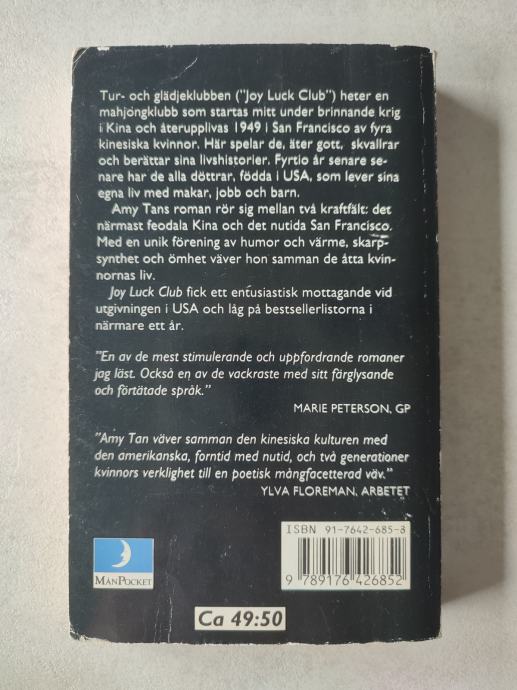 Tur- och glädjeklubben ("Joy Luck Club") heter en
mahjongklubb som startas mitt under brinnande krig
i Kina och återupplivas 1949 i San Francisco av fyra
kinesiska kvinnor. Här spelar de, äter gott, skvallrar
och berättar sina livshistorier. Fyrtio år senare se-
nare har de alla döttrar, födda i USA, som lever sina
egna liv med makar, jobb och barn.
Amy Tans roman rör sig mellan två kraftfält: det
närmast feodala Kina och det nutida San Francisco.
Med en unik förening av humor och värme, skarp-
synthet och ömhet väver hon samman de åtta kvin-
nornas liv.
Joy Luck Club fick ett entusiastisk mottagande vid
utgivningen i USA och låg på bestsellerlistorna i
närmare ett år.
"En av de mest stimulerande och uppfordrande romaner
jag läst. Också en av de vackraste med sitt färglysande
och förtätade språk."
MARIE PETERSON, GP
"Amy Tan väver samman den kinesiska kulturen med
den amerikanska, forntid med nutid, och två generationer
kvinnors verklighet till en poetisk mångfacetterad väv."
YLVA FLOREMAN, ARBETET
ISBN 91-7642-685-3
9 789176 426852
MÅNPOCKET
Ca 49:50